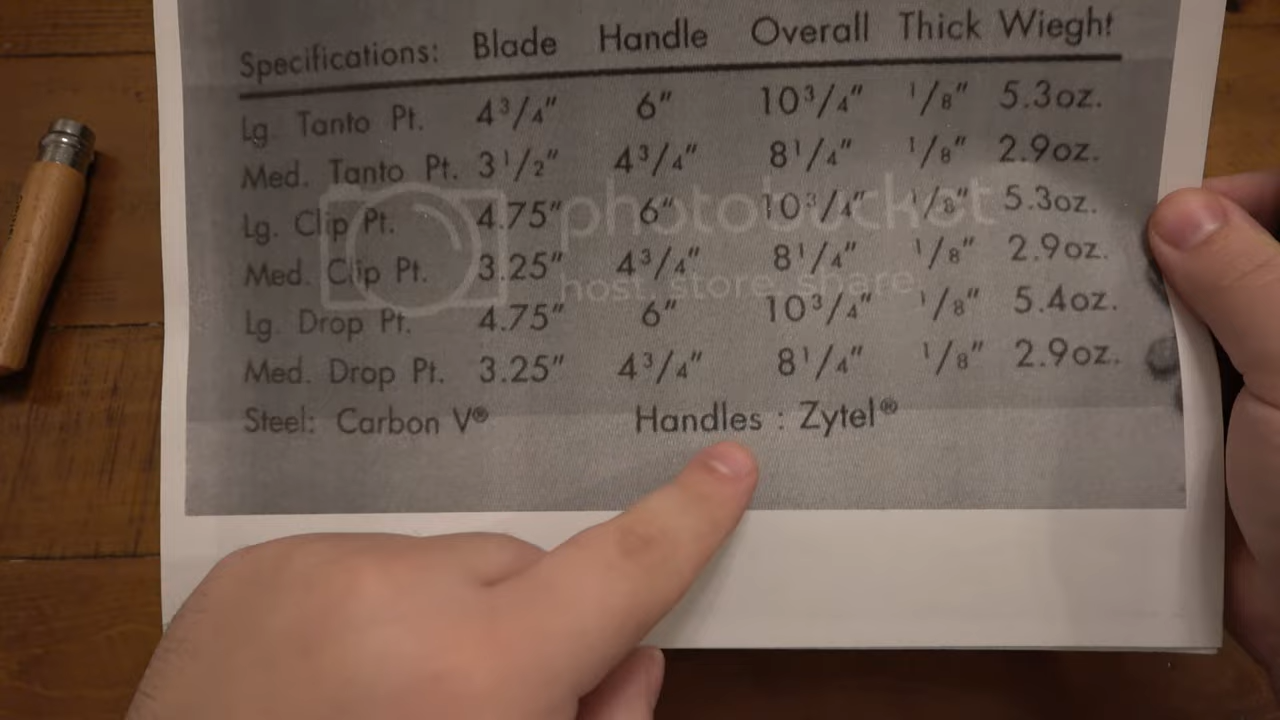 Specifications: Blade Handle Overall Thick Wieght
Lg. Tanto Pt. 4 3/4" 6" 10 3/4" 1/8" 5.3oz.
Med. Tanto Pt. 3 1/2" 4 3/4" 8 1/4" 1/8" 2.9oz.
Lg. Clip Pt. 4.75" 6" 10 3/4" 1/8" 5.3oz.
Med. Clip Pt. 3.25" 4 3/4" 8 1/4" 1/8" 2.9oz.
Lg. Drop Pt. 4.75" 6" 10 3/4" 1/8" 5.4oz.
Med. Drop Pt. 3.25" 4 3/4" 8 1/4" 1/8" 2.9oz.
Steel: Carbon V® Handles : Zytel®
photobucket
host. store. share.